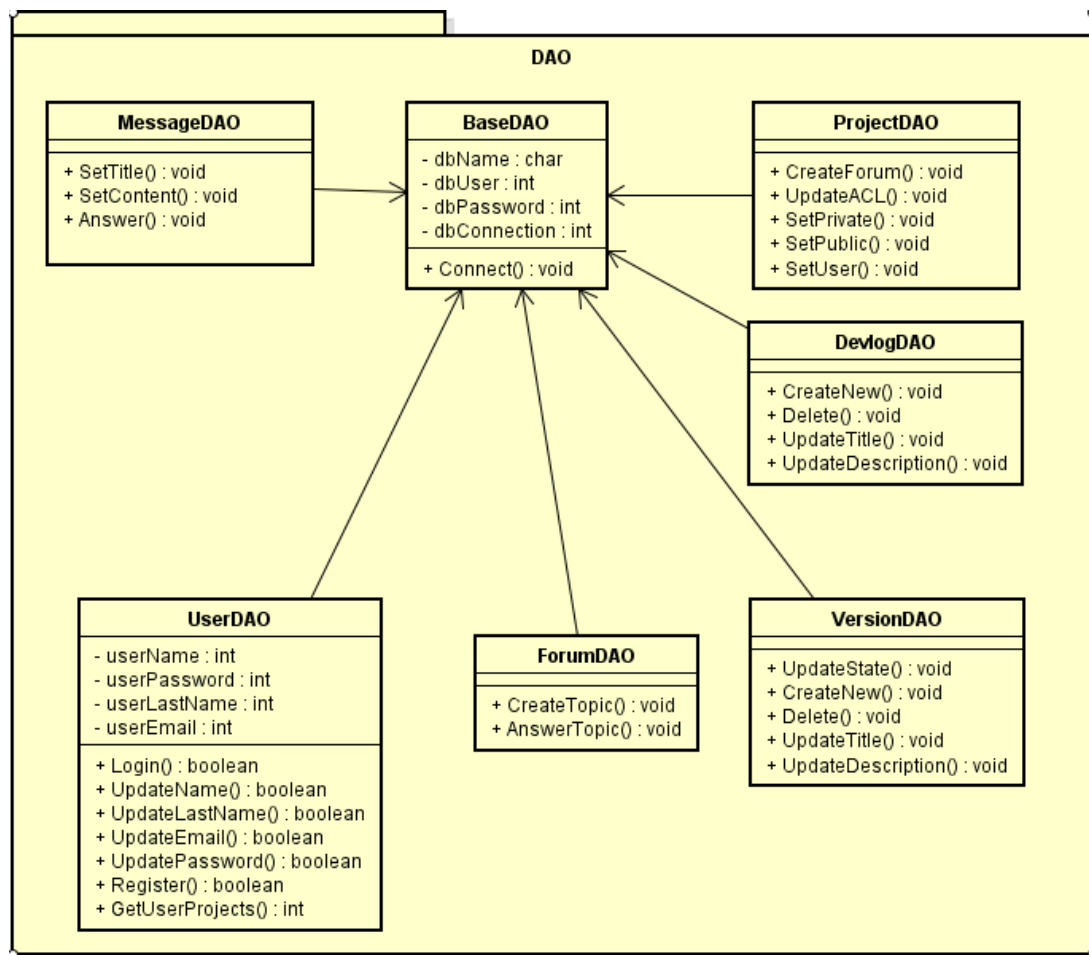 DAO
MessageDAO
+ SetTitle() : void
+ SetContent() : void
+ Answer() : void
BaseDAO
- dbName : char
- dbUser : int
- dbPassword : int
- dbConnection : int
+ Connect() : void
ProjectDAO
+ CreateForum() : void
+ UpdateACL() : void
+ SetPrivate() : void
+ SetPublic() : void
+ SetUser() : void
DevlogDAO
+ CreateNew() : void
+ Delete() : void
+ UpdateTitle() : void
+ UpdateDescription() : void
UserDAO
- userName : int
- userPassword : int
- userLastName : int
- userEmail : int
+ Login() : boolean
+ UpdateName() : boolean
+ UpdateLastName() : boolean
+ UpdateEmail() : boolean
+ UpdatePassword() : boolean
+ Register() : boolean
+ GetUserProjects() : int
ForumDAO
+ CreateTopic() : void
+ AnswerTopic() : void
VersionDAO
+ UpdateState() : void
+ CreateNew() : void
+ Delete() : void
+ UpdateTitle() : void
+ UpdateDescription() : void